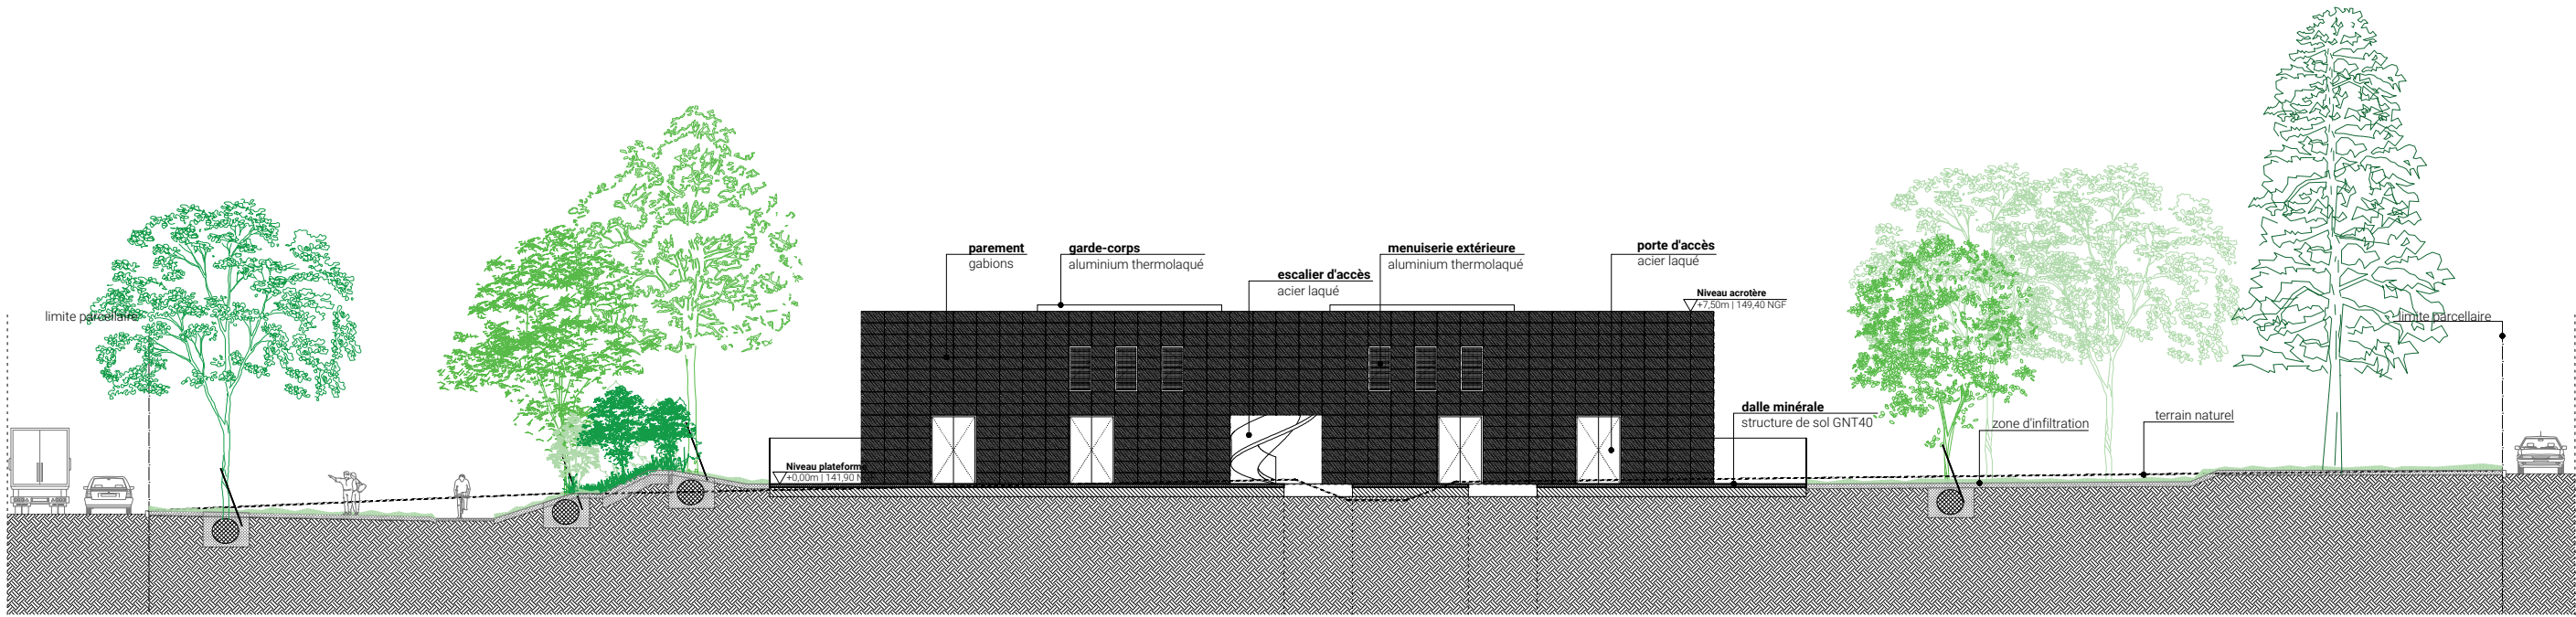 limite parcellaire
parement
gabions
garde-corps
aluminium thermolaqué
escalier d'accès
acier laqué
menuiserie extérieure
aluminium thermolaqué
porte d'accès
acier laqué
Niveau acrotère
+7,50m | 149,40 NGF
limite parcellaire
dalle minérale
structure de sol GNT40
zone d'infiltration
terrain naturel
Niveau plateforme
+0,00m | 141,90 NGF